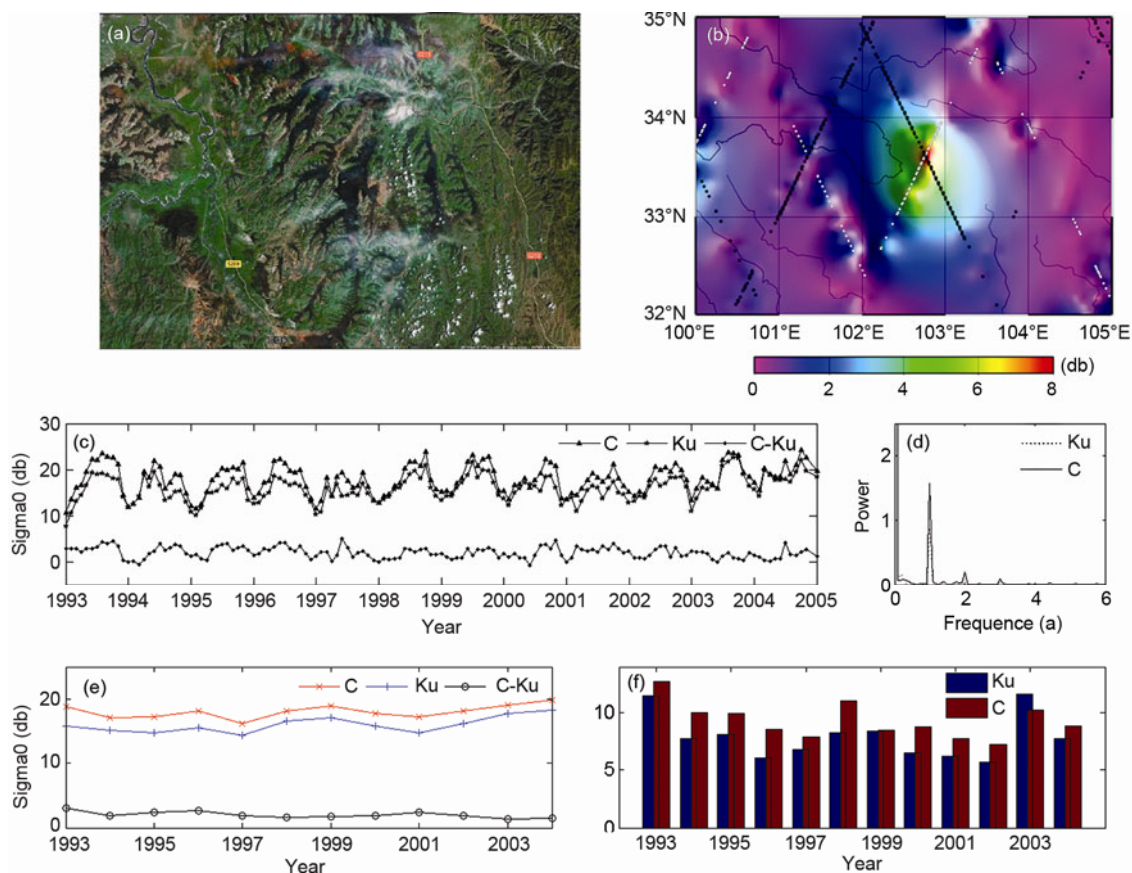 (a)
(b)
35°N
34°N
33°N
32°N
100°E 101°E 102°E 103°E 104°E 105°E
0 2 4 6 8
(db)
(c)
C Ku C-Ku
Sigma0 (db)
30
20
10
0
1993 1994 1995 1996 1997 1998 1999 2000 2001 2002 2003 2004 2005
Year
(d)
Ku
C
Power
2
1
0
0 2 4 6
Frequence (a)
(e)
C Ku C-Ku
Sigma0 (db)
20
10
0
1993 1995 1997 1999 2001 2003
Year
(f)
Ku
C
10
5
0
1993 1995 1997 1999 2001 2003
Year